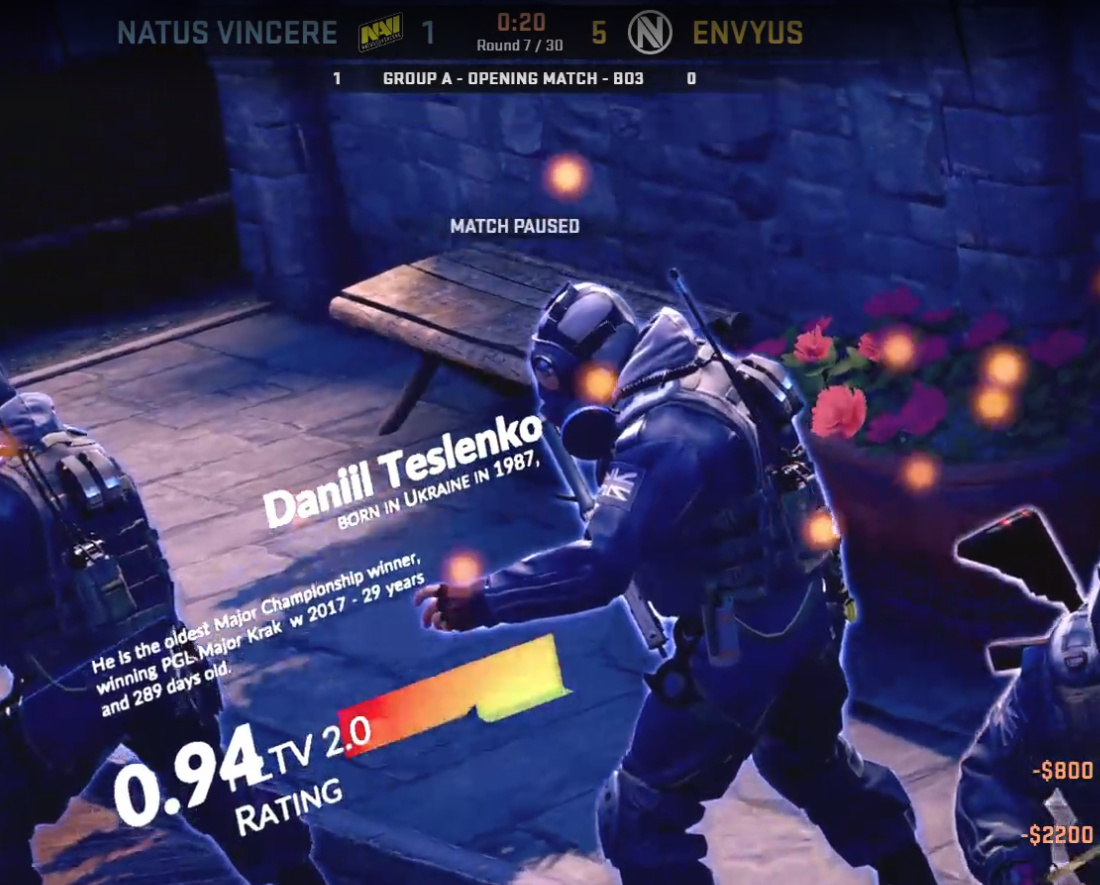 NATUS VINCERE NAVI 1 0:20 5 N ENVYUS
Round 7 / 30
1 GROUP A - OPENING MATCH - BO3 0
MATCH PAUSED
Daniil Teslenko
BORN IN UKRAINE IN 1987,
He is the oldest Major Championship winner,
winning PGL Major Krak w 2017 - 29 years
and 289 days old.
0.94 TV 2.0
RATING
-$800
-$2200